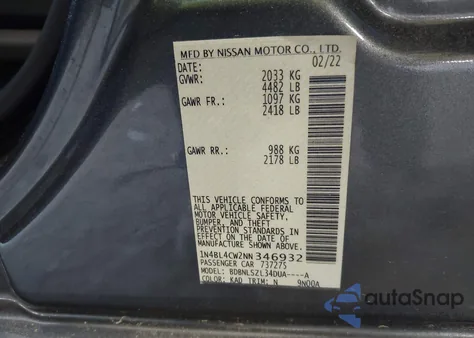 MFD BY NISSAN MOTOR CO., LTD.
DATE: 02/22
GVWR: 2033 KG
4482 LB
GAWR FR.: 1097 KG
2418 LB
GAWR RR.: 988 KG
2178 LB
THIS VEHICLE CONFORMS TO
ALL APPLICABLE FEDERAL
MOTOR VEHICLE SAFETY,
BUMPER, AND THEFT
PREVENTION STANDARDS IN
EFFECT ON THE DATE OF
MANUFACTURE SHOWN ABOVE.
1N4BL4CW2NN346932
PASSENGER CAR 737275
MODEL: BDBNLSZL34DUA----A
COLOR: KAD TRIM: N 9N00A
autoSnap